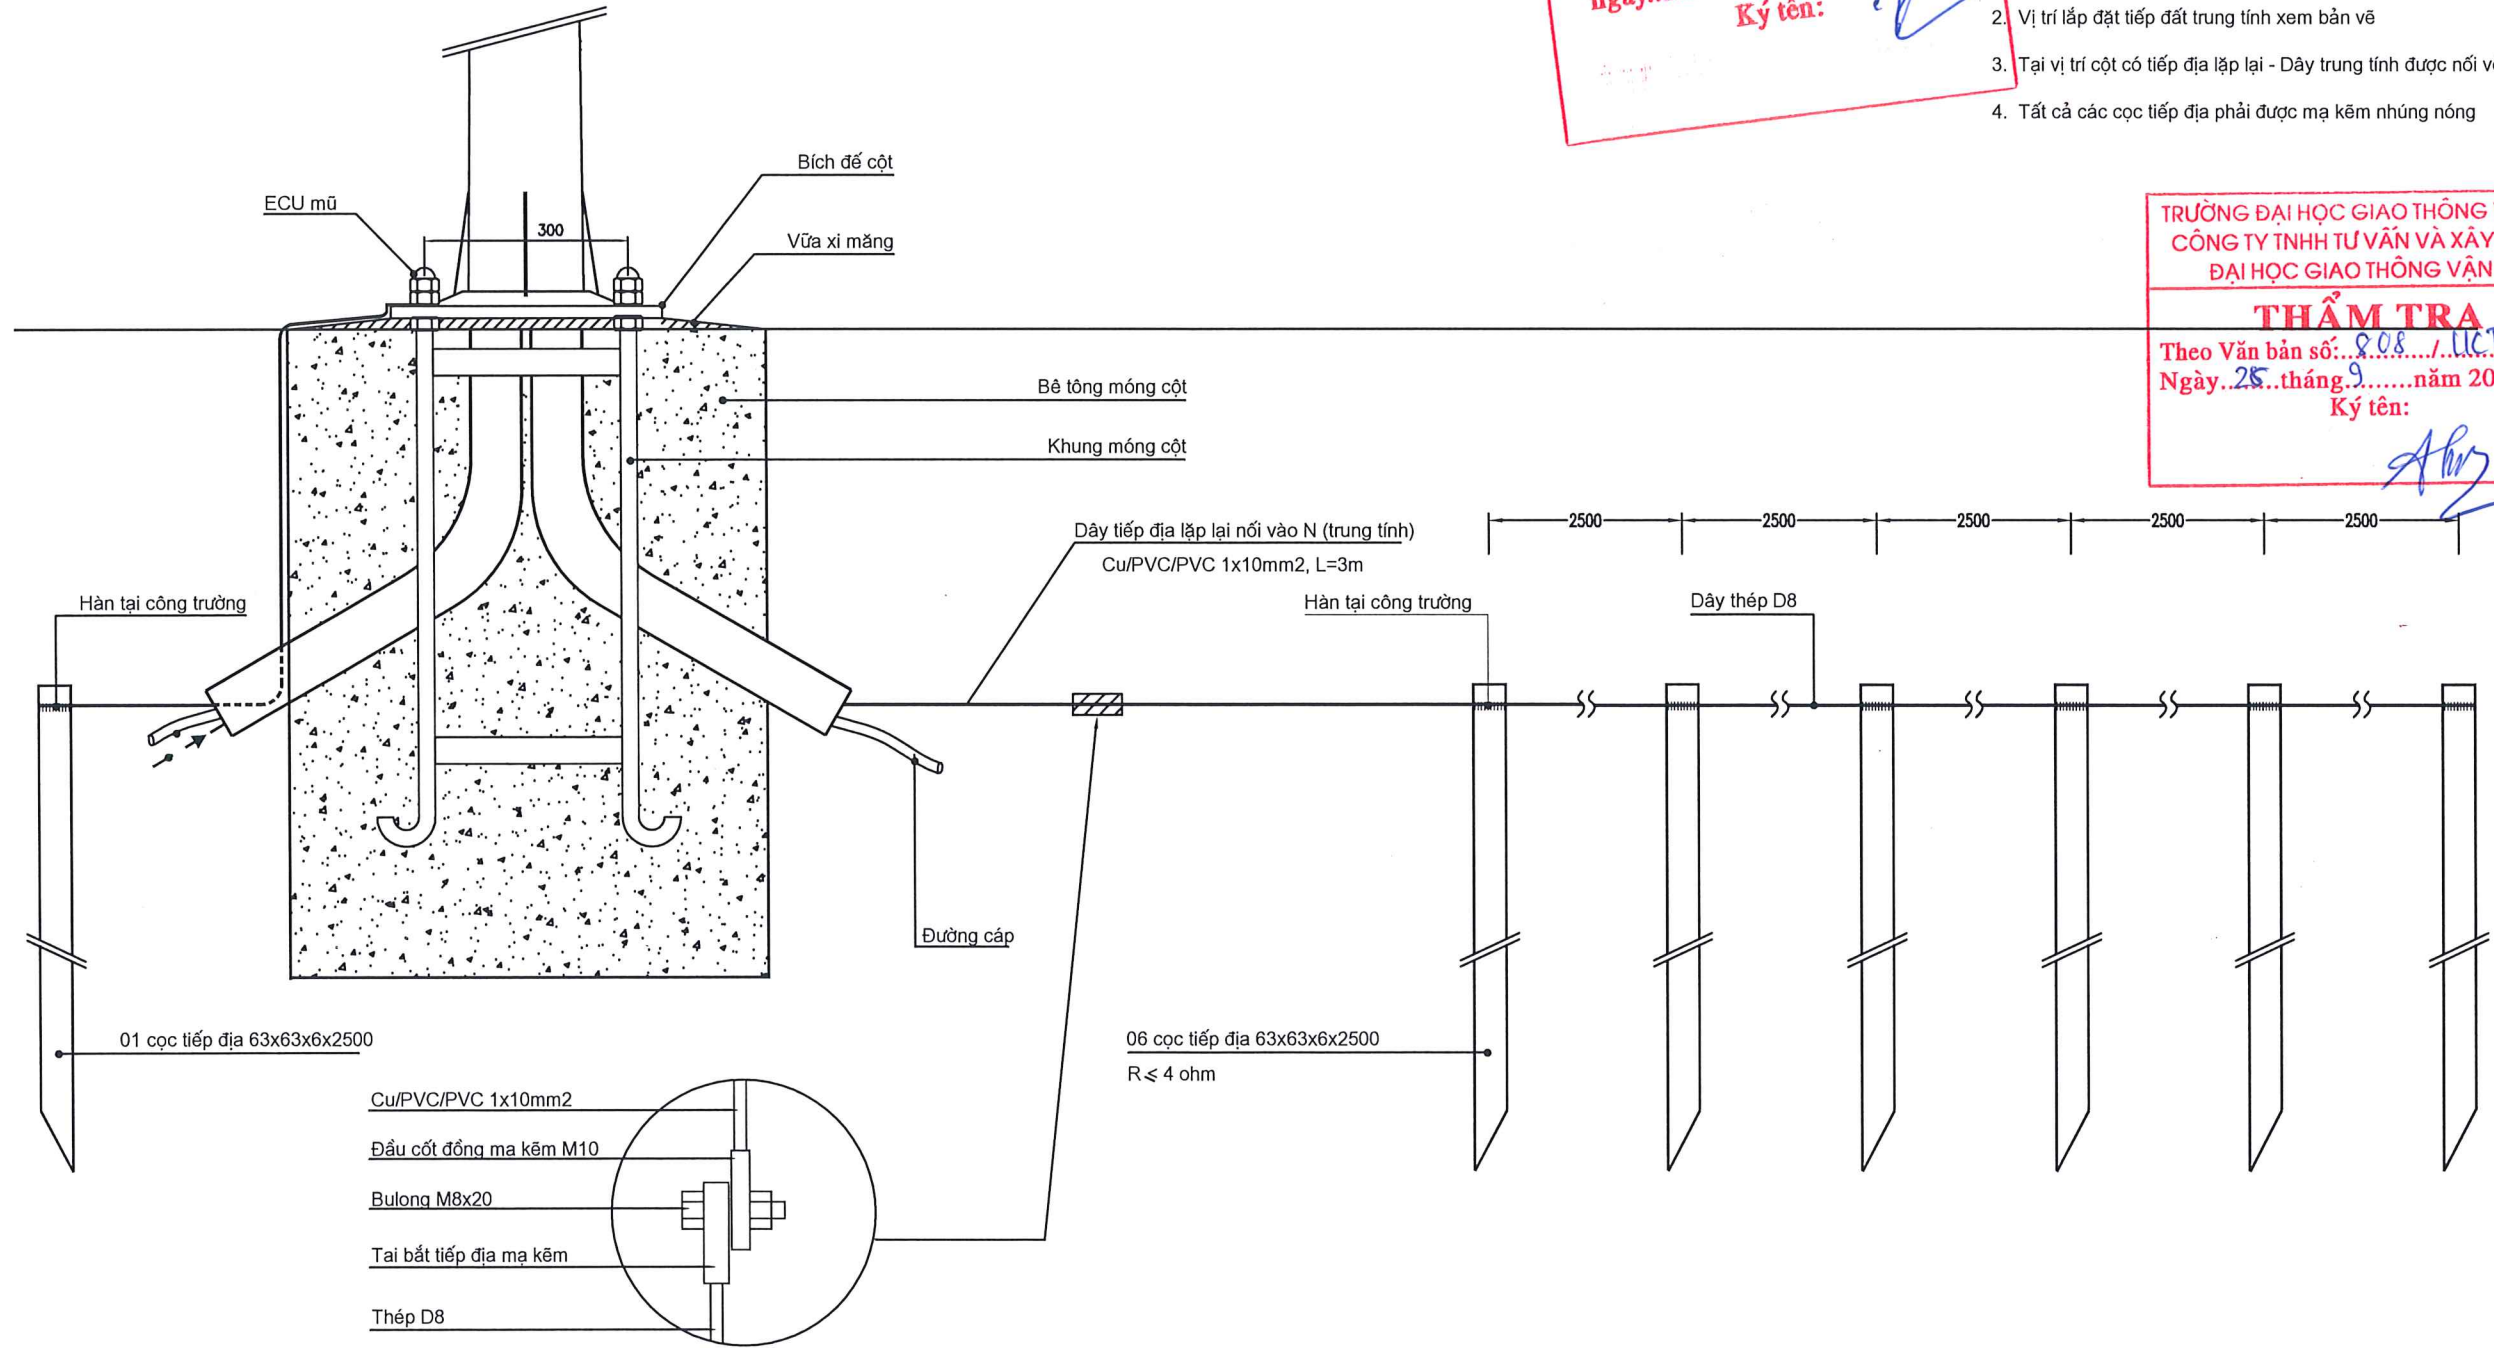 Ký tên:
2. Vị trí lắp đặt tiếp đất trung tính xem bản vẽ
3. Tại vị trí cột có tiếp địa lặp lại - Dây trung tính được nối
4. Tất cả các cọc tiếp địa phải được mạ kẽm nhúng nóng
TRƯỜNG ĐẠI HỌC GIAO THÔNG
CÔNG TY TNHH TƯ VẤN VÀ XÂY
ĐẠI HỌC GIAO THÔNG VẬN
THẨM TRA
Theo Văn bản số:...808...../...
Ngày..25..tháng.9......năm 20
Ký tên:
Bích đế cột
ECU mũ
300
Vữa xi măng
Bê tông móng cột
Khung móng cột
2500
2500
2500
2500
2500
Dây tiếp địa lặp lại nối vào N (trung tính)
Cu/PVC/PVC 1x10mm2, L=3m
Hàn tại công trường
Hàn tại công trường
Dây thép D8
Đường cáp
01 cọc tiếp địa 63x63x6x2500
06 cọc tiếp địa 63x63x6x2500
R⩽ 4 ohm
Cu/PVC/PVC 1x10mm2
Đầu cốt đồng ma kẽm M10
Bulong M8x20
Tai bắt tiếp địa mạ kẽm
Thép D8